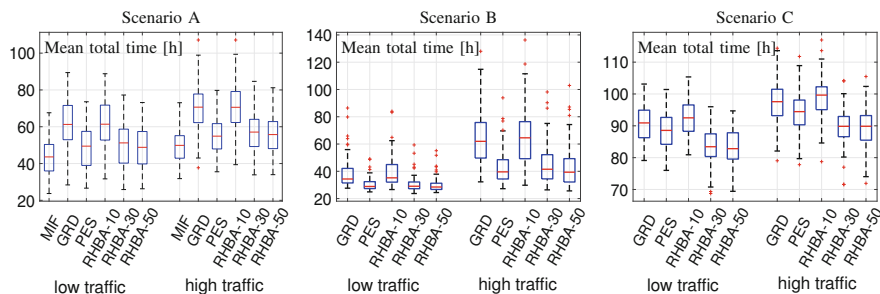 Scenario A
Mean total time [h]
100
80
60
40
20
MIF
GRD
PES
RHBA-10
RHBA-30
RHBA-50
MIF
GRD
PES
RHBA-10
RHBA-30
RHBA-50
low traffic
high traffic
Scenario B
Mean total time [h]
140
120
100
80
60
40
20
GRD
PES
RHBA-10
RHBA-30
RHBA-50
GRD
PES
RHBA-10
RHBA-30
RHBA-50
low traffic
high traffic
Scenario C
Mean total time [h]
110
100
90
80
70
GRD
PES
RHBA-10
RHBA-30
RHBA-50
GRD
PES
RHBA-10
RHBA-30
RHBA-50
low traffic
high traffic